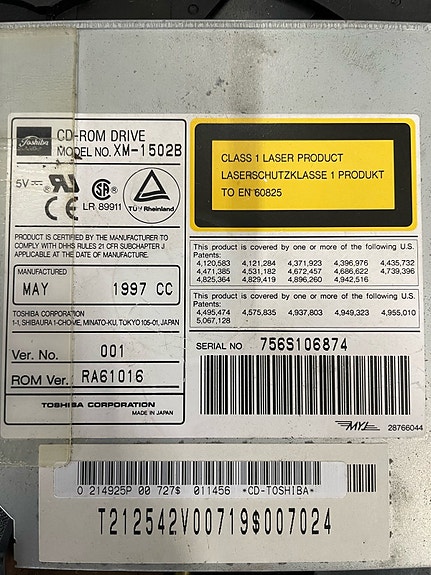 Toshiba
CD-ROM DRIVE
MODEL NO. XM-1502B
5V
LR 89911
TÜV Rheinland
PRODUCT IS CERTIFIED BY THE MANUFACTURER TO
COMPLY WITH DHHS RULES 21 CFR SUBCHAPTER J
APPLICABLE AT THE DATE OF MANUFACTURE.
MANUFACTURED
MAY 1997 CC
TOSHIBA CORPORATION
1-1, SHIBAURA 1-CHOME, MINATO-KU, TOKYO 105-01, JAPAN
Ver. No. 001
ROM Ver. RA61016
TOSHIBA CORPORATION
MADE IN JAPAN
CLASS 1 LASER PRODUCT
LASERSCHUTZKLASSE 1 PRODUKT
TO EN 60825
This product is covered by one or more of the following U.S.
Patents:
4,120,583 4,121,284 4,371,923 4,396,976 4,435,732
4,471,385 4,531,182 4,672,457 4,686,622 4,739,396
4,825,364 4,829,419 4,896,260 4,942,516
This product is covered by one or more of the following U.S.
Patents:
4,495,474 4,575,835 4,937,803 4,949,323 4,955,010
5,067,128
SERIAL NO 756S106874
MYL 28766044
0 214925P 00 727$ 011456 *CD-TOSHIBA*
T212542V00719$007024